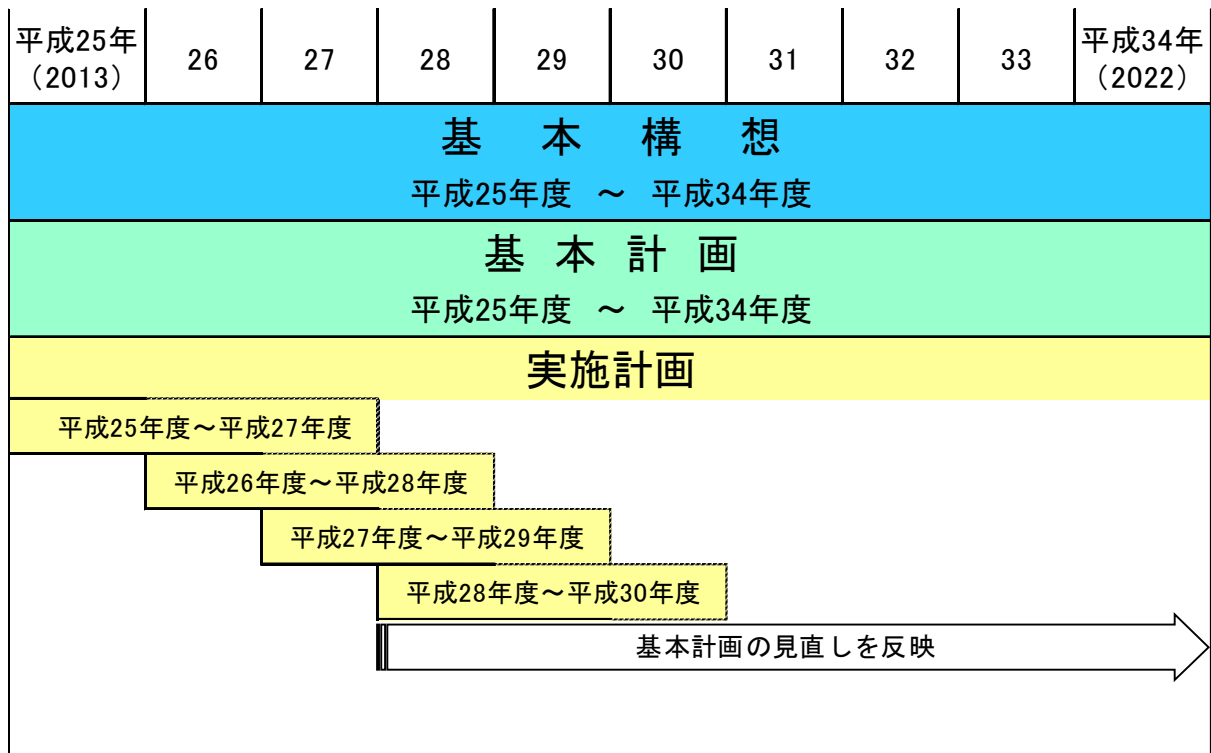 平成25年
（2013）
26
27
28
29
30
31
32
33
平成34年
（2022）
基本構想
平成25年度 ～ 平成34年度
基本計画
平成25年度 ～ 平成34年度
実施計画
平成25年度～平成27年度
平成26年度～平成28年度
平成27年度～平成29年度
平成28年度～平成30年度
基本計画の見直しを反映